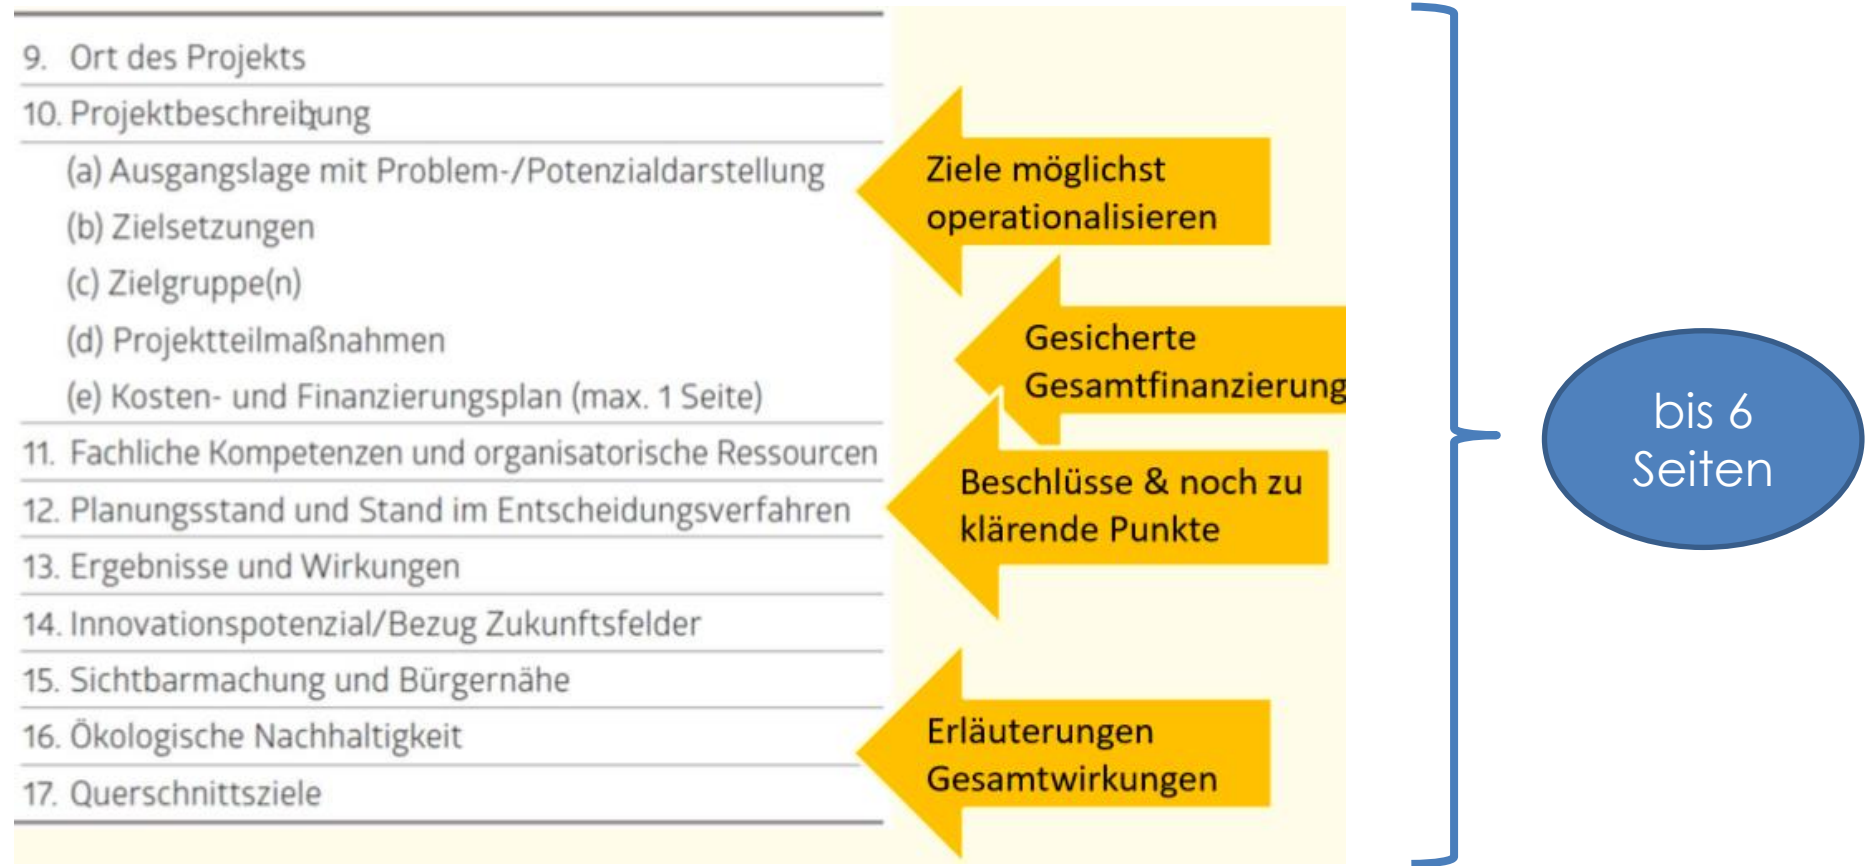 9. Ort des Projekts
10. Projektbeschreibung
(a) Ausgangslage mit Problem-/Potenzialdarstellung
(b) Zielsetzungen
(c) Zielgruppe(n)
(d) Projektteilmaßnahmen
(e) Kosten- und Finanzierungsplan (max. 1 Seite)
11. Fachliche Kompetenzen und organisatorische Ressourcen
12. Planungsstand und Stand im Entscheidungsverfahren
13. Ergebnisse und Wirkungen
14. Innovationspotenzial/Bezug Zukunftsfelder
15. Sichtbarmachung und Bürgernähe
16. Ökologische Nachhaltigkeit
17. Querschnittsziele
Ziele möglichst
operationalisieren
Gesicherte
Gesamtfinanzierung
Beschlüsse & noch zu
klärende Punkte
Erläuterungen
Gesamtwirkungen
bis 6
Seiten